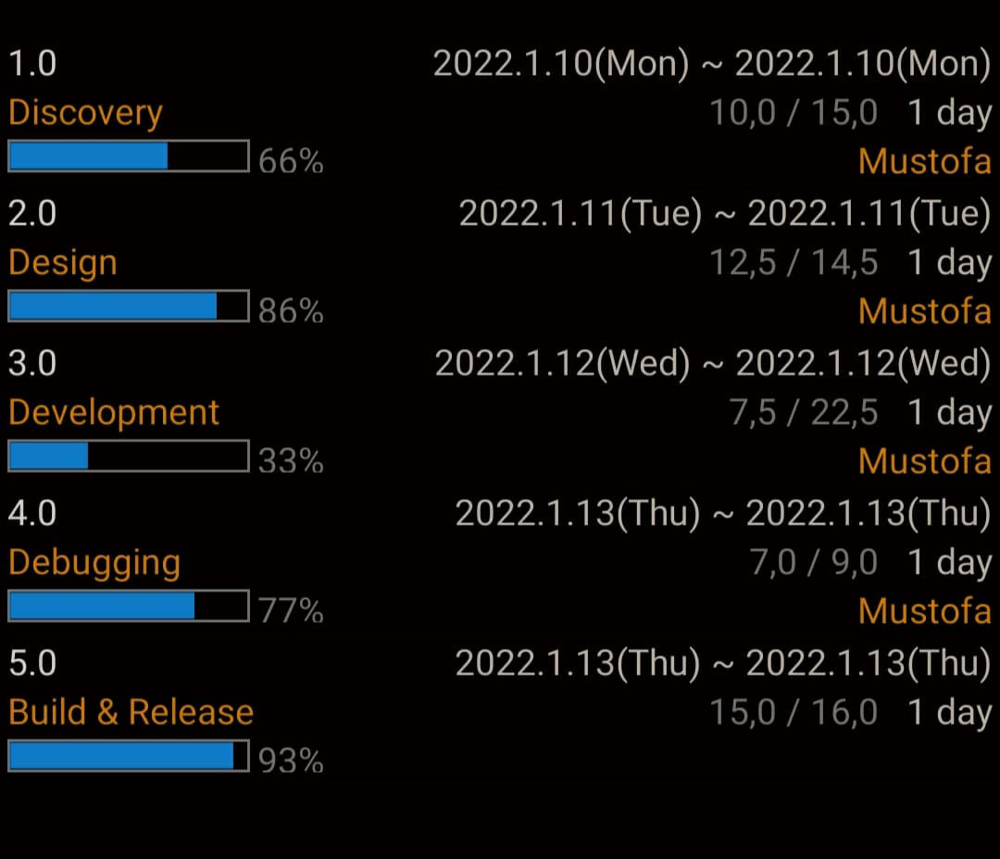 1.0 2022.1.10(Mon) ~ 2022.1.10(Mon)
Discovery 10,0 / 15,0 1 day
66% Mustofa
2.0 2022.1.11(Tue) ~ 2022.1.11(Tue)
Design 12,5 / 14,5 1 day
86% Mustofa
3.0 2022.1.12(Wed) ~ 2022.1.12(Wed)
Development 7,5 / 22,5 1 day
33% Mustofa
4.0 2022.1.13(Thu) ~ 2022.1.13(Thu)
Debugging 7,0 / 9,0 1 day
77% Mustofa
5.0 2022.1.13(Thu) ~ 2022.1.13(Thu)
Build & Release 15,0 / 16,0 1 day
93%